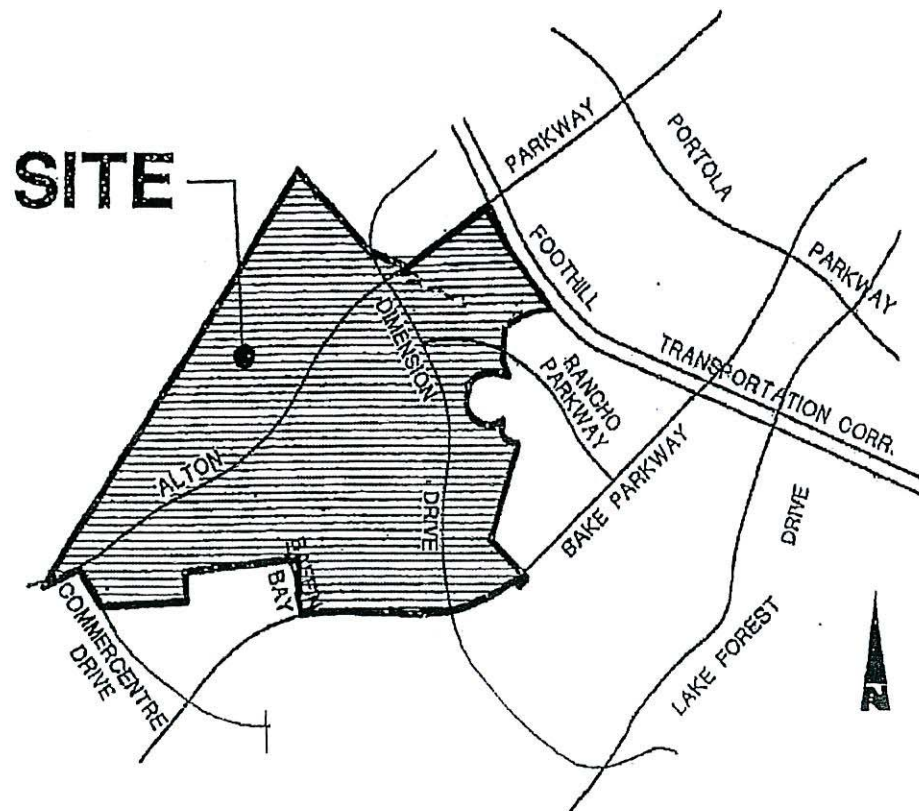 SITE
PARKWAY
PORTOLA
PARKWAY
FOOTHILL
TRANSPORTATION CORR.
DIMENSION
DRIVE
RANCHO
PARKWAY
ALTON
BAKE PARKWAY
DRIVE
LAKE FOREST
BAY
COMMERCENTRE
DRIVE
N